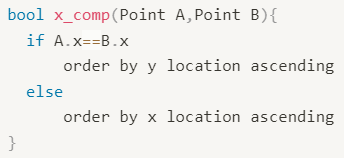 bool x_comp(Point A,Point B){
  if A.x==B.x
      order by y location ascending
  else
      order by x location ascending
}